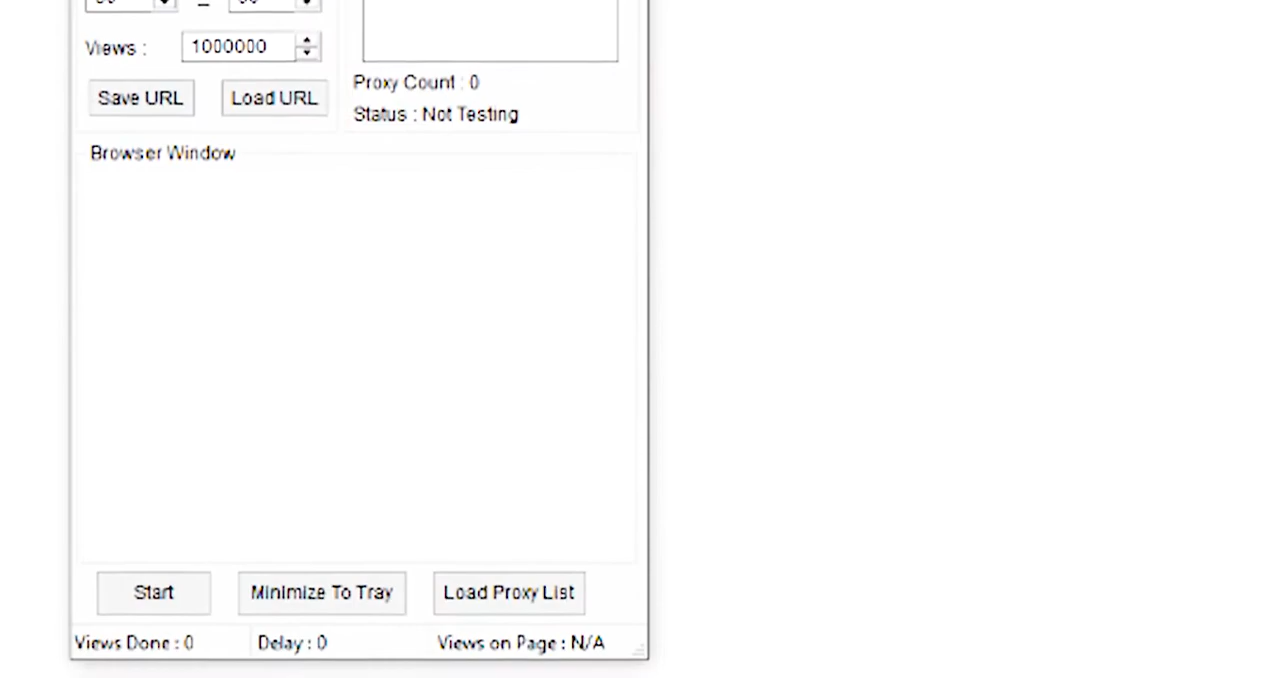 Views : 1000000
Save URL Load URL
Proxy Count : 0
Status : Not Testing
Browser Window
Start Minimize To Tray Load Proxy List
Views Done : 0 Delay : 0 Views on Page : N/A